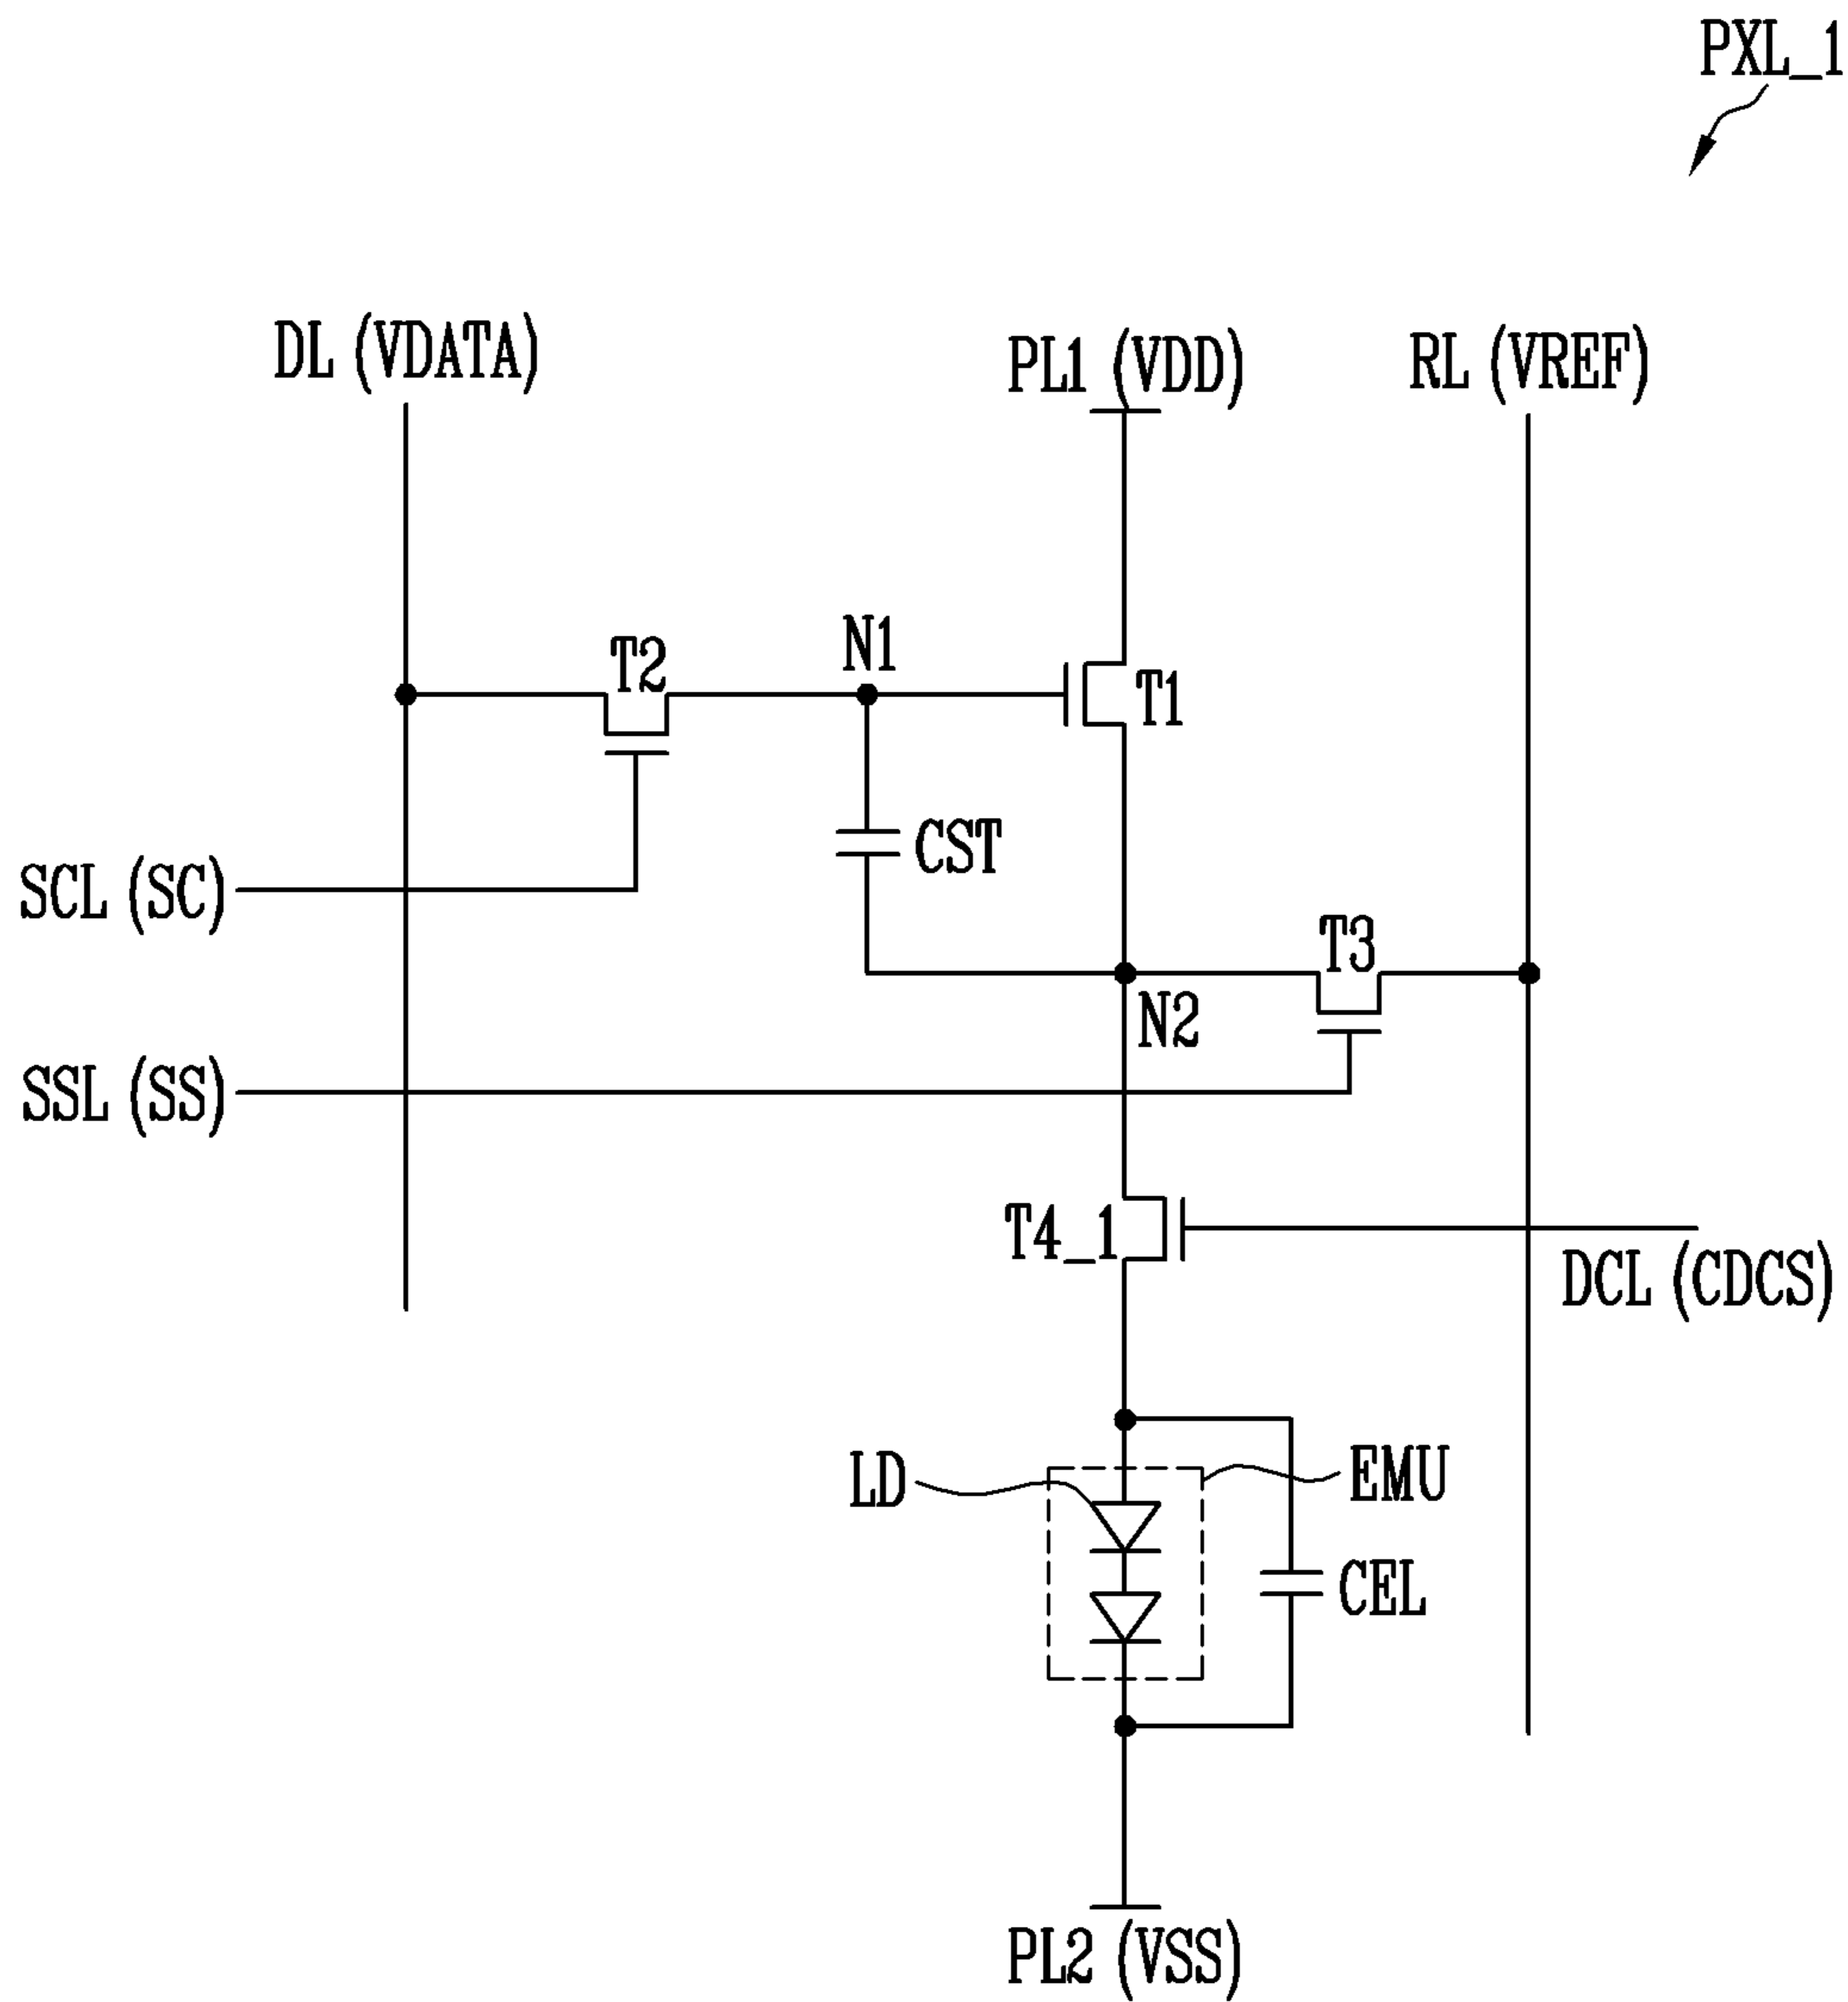 PXL_1
DL (VDATA)
PL1 (VDD)
RL (VREF)
T2
N1
T1
CST
SCL (SC)
T3
N2
SSL (SS)
T4_1
DCL (CDCS)
LD
EMU
CEL
PL2 (VSS)